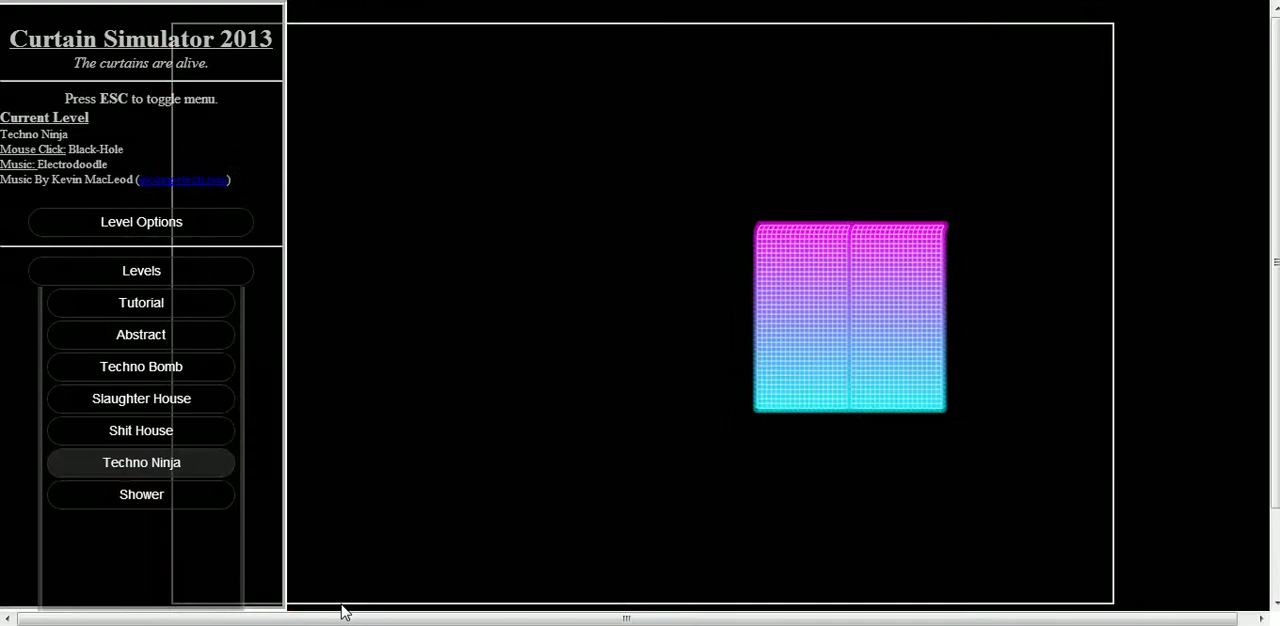 Curtain Simulator 2013
The curtains are alive.
Press ESC to toggle menu.
Current Level
Techno Ninja
Mouse Click: Black-Hole
Music: Electrodoodle
Music By Kevin MacLeod (incompetech.com)
Level Options
Levels
Tutorial
Abstract
Techno Bomb
Slaughter House
Shit House
Techno Ninja
Shower